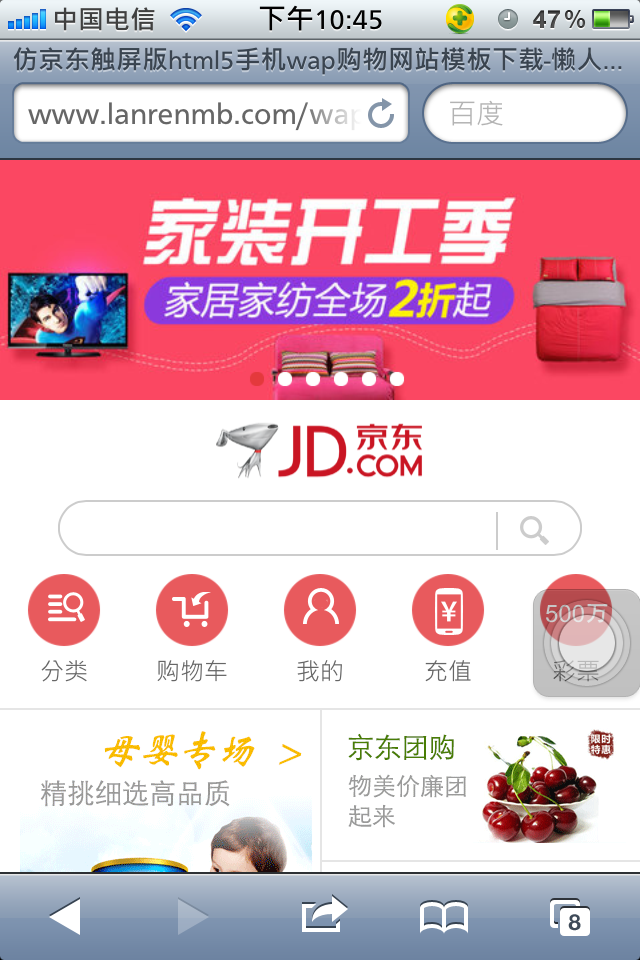 中国电信 下午10:45 47%
仿京东触屏版html5手机wap购物网站模板下载-懒人...
www.lanrenmb.com/wap 百度
家装开工季
家居家纺全场2折起
JD.COM 京东
分类 购物车 我的 充值 彩票
¥
500万
母婴专场 >
精挑细选高品质
京东团购
物美价廉团
起来
限时
特惠
8